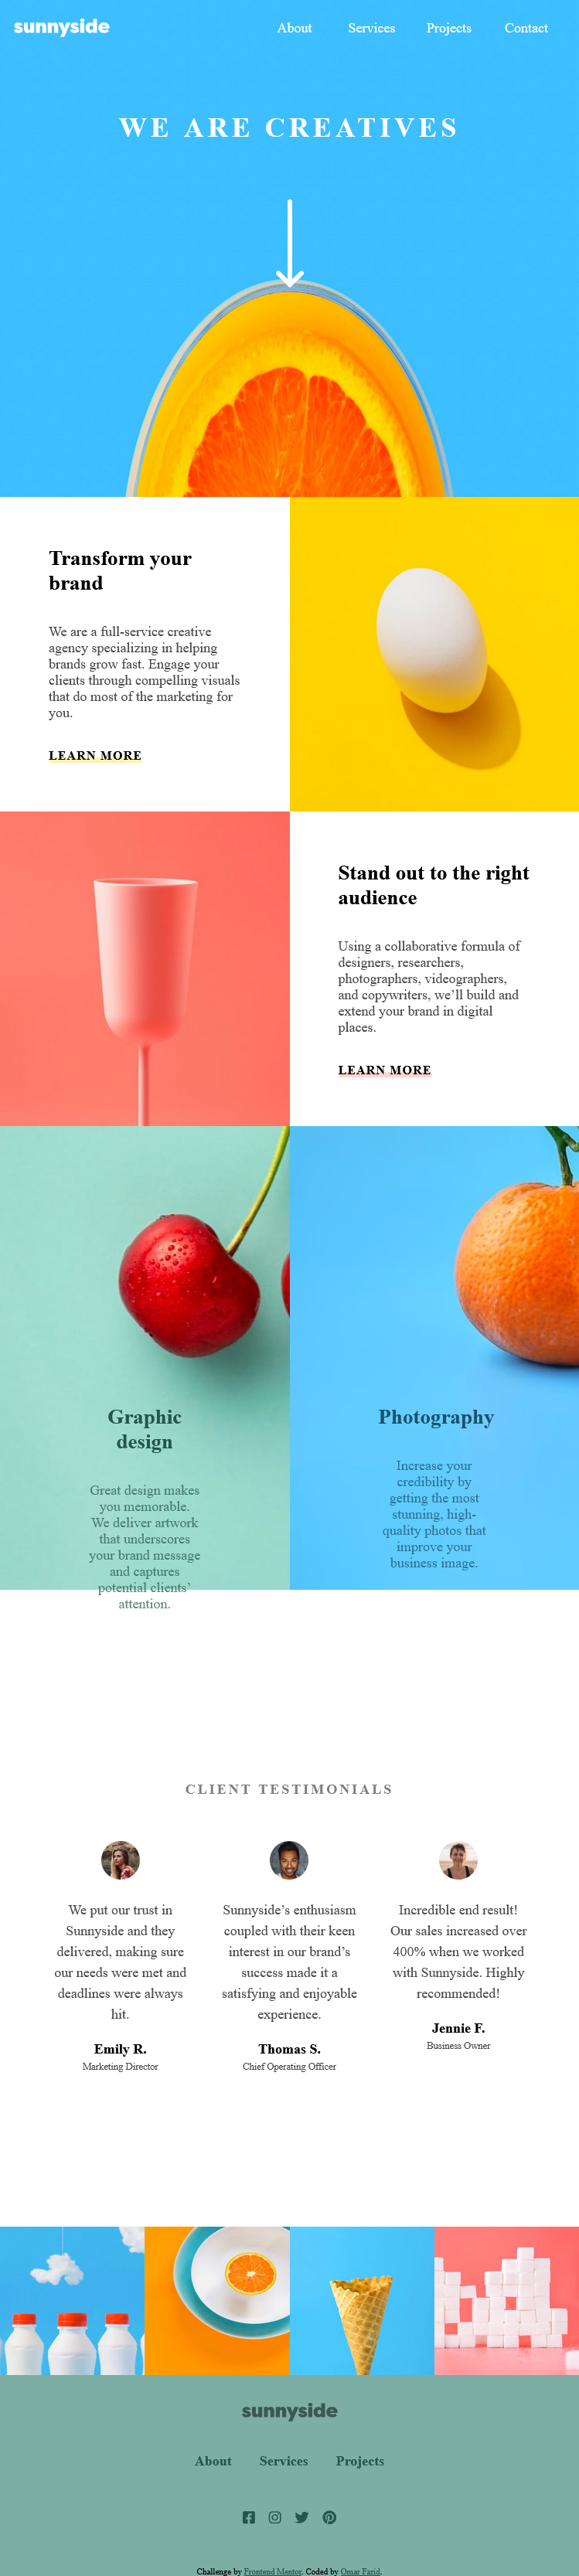 sunnyside
About Services Projects Contact
WE ARE CREATIVES
Transform your
brand
We are a full-service creative
agency specializing in helping
brands grow fast. Engage your
clients through compelling visuals
that do most of the marketing for
you.
LEARN MORE
Stand out to the right
audience
Using a collaborative formula of
designers, researchers,
photographers, videographers,
and copywriters, we’ll build and
extend your brand in digital
places.
LEARN MORE
Graphic
design
Great design makes
you memorable.
We deliver artwork
that underscores
your brand message
and captures
potential clients’
attention.
Photography
Increase your
credibility by
getting the most
stunning, high-
quality photos that
improve your
business image.
CLIENT TESTIMONIALS
We put our trust in
Sunnyside and they
delivered, making sure
our needs were met and
deadlines were always
hit.
Emily R.
Marketing Director
Sunnyside’s enthusiasm
coupled with their keen
interest in our brand’s
success made it a
satisfying and enjoyable
experience.
Thomas S.
Chief Operating Officer
Incredible end result!
Our sales increased over
400% when we worked
with Sunnyside. Highly
recommended!
Jennie F.
Business Owner
sunnyside
About Services Projects
Challenge by Frontend Mentor. Coded by Omar Farid.